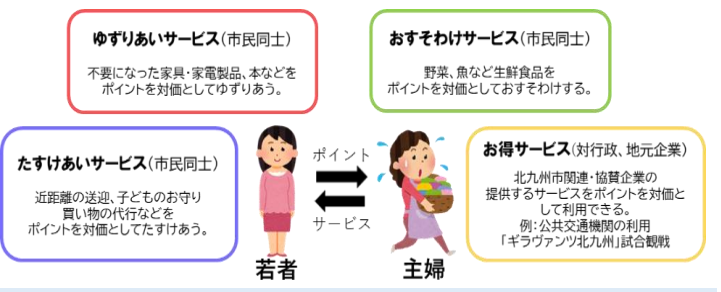 ゆずりあいサービス(市民同士)
不要になった家具・家電製品、本などを
ポイントを対価としてゆずりあう。
おすそわけサービス(市民同士)
野菜、魚など生鮮食品を
ポイントを対価としておすそわけする。
たすけあいサービス(市民同士)
近距離の送迎、子どものお守り
買い物の代行などを
ポイントを対価としてたすけあう。
ポイント
サービス
お得サービス(対行政、地元企業)
北九州市関連・協賛企業の
提供するサービスをポイントを対価と
して利用できる。
例:公共交通機関の利用
「ギラヴァンツ北九州」試合観戦
若者
主婦